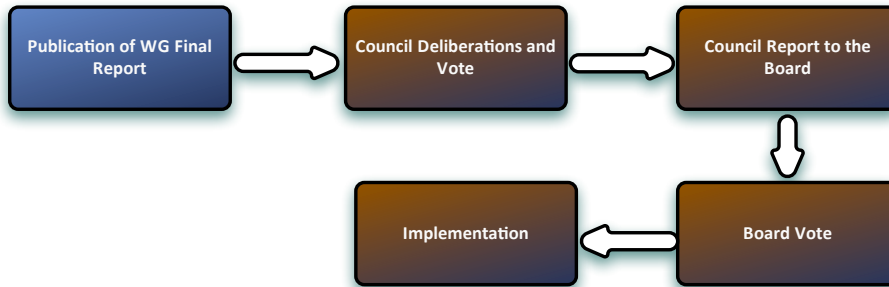 Publication of WG Final
Report
Council Deliberations and
Vote
Council Report to the
Board
Board Vote
Implementation